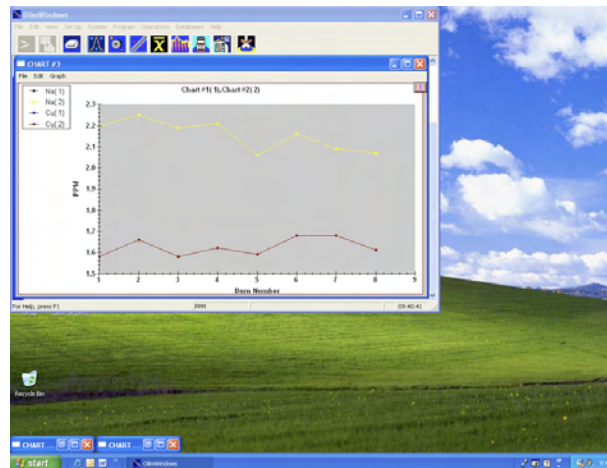 OilmWindows
File Edit View Set Up System Program Operations Databases Help
CHART #3
File Edit Graph
Chart #1( 1),Chart #2( 2)
Na( 1)
Na( 2)
Cu( 1)
Cu( 2)
2.3
2.2
2.1
2.0
1.9
1.8
1.7
1.6
1.5
PPM
1 2 3 4 5 6 7 8 9
Burn Number
For Help, press F1
09:40:41
Recycle Bin
CHART ... CHART ...
start
OilmWindows